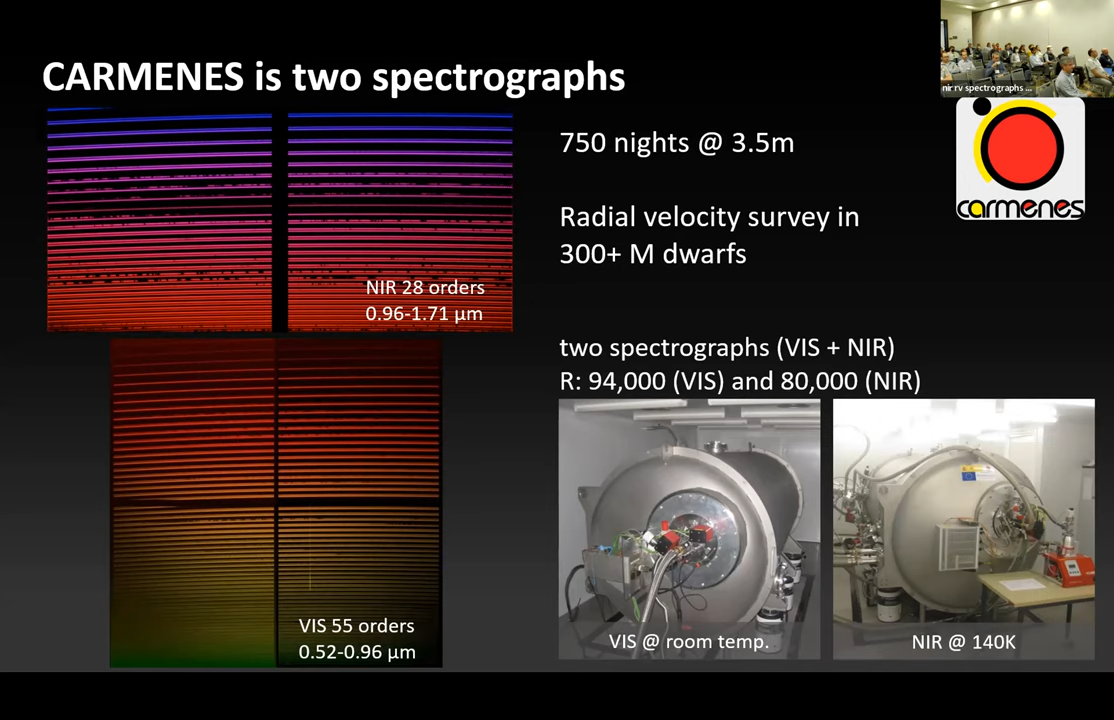 CARMENES is two spectrographs
nir rv spectrographs ...
carmenes
NIR 28 orders
0.96-1.71 µm
VIS 55 orders
0.52-0.96 µm
750 nights @ 3.5m
Radial velocity survey in
300+ M dwarfs
two spectrographs (VIS + NIR)
R: 94,000 (VIS) and 80,000 (NIR)
VIS @ room temp.
NIR @ 140K